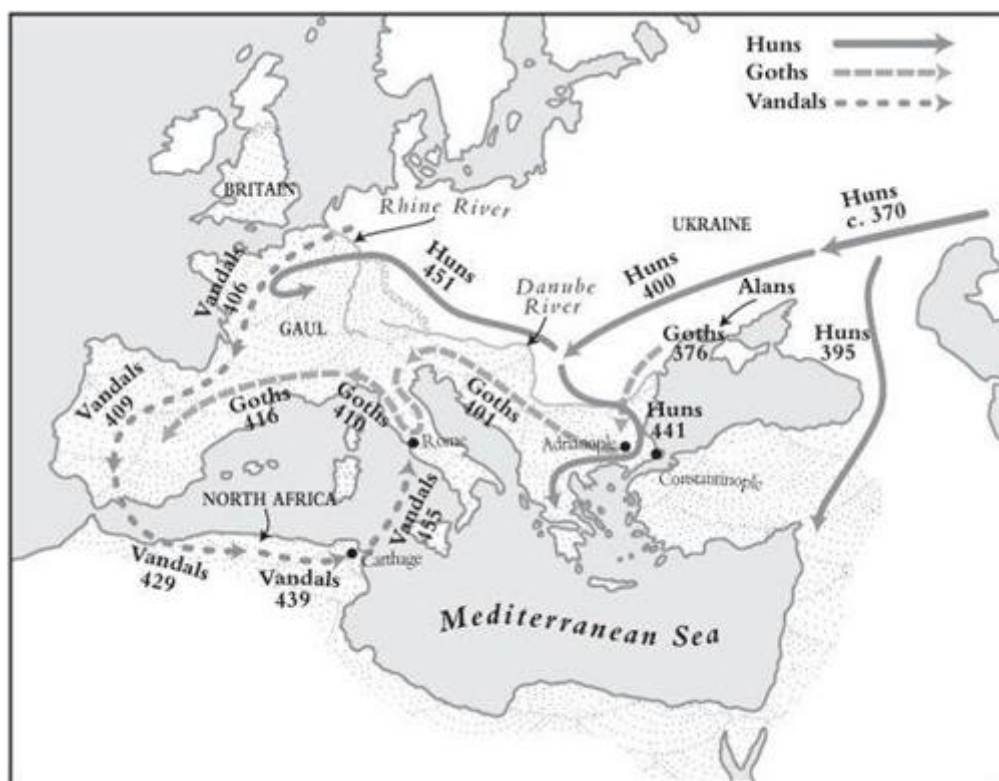 Huns
Goths
Vandals
BRITAIN
Rhine River
UKRAINE
Huns
c. 370
Vandals
406
Huns
451
Danube
River
Huns
400
Alans
GAUL
Goths
376
Huns
395
Vandals
409
Goths
416
Goths
410
Goths
401
Huns
441
Rome
Adrianople
Constantinople
NORTH AFRICA
Vandals
455
Vandals
429
Vandals
439
Carthage
Mediterranean Sea